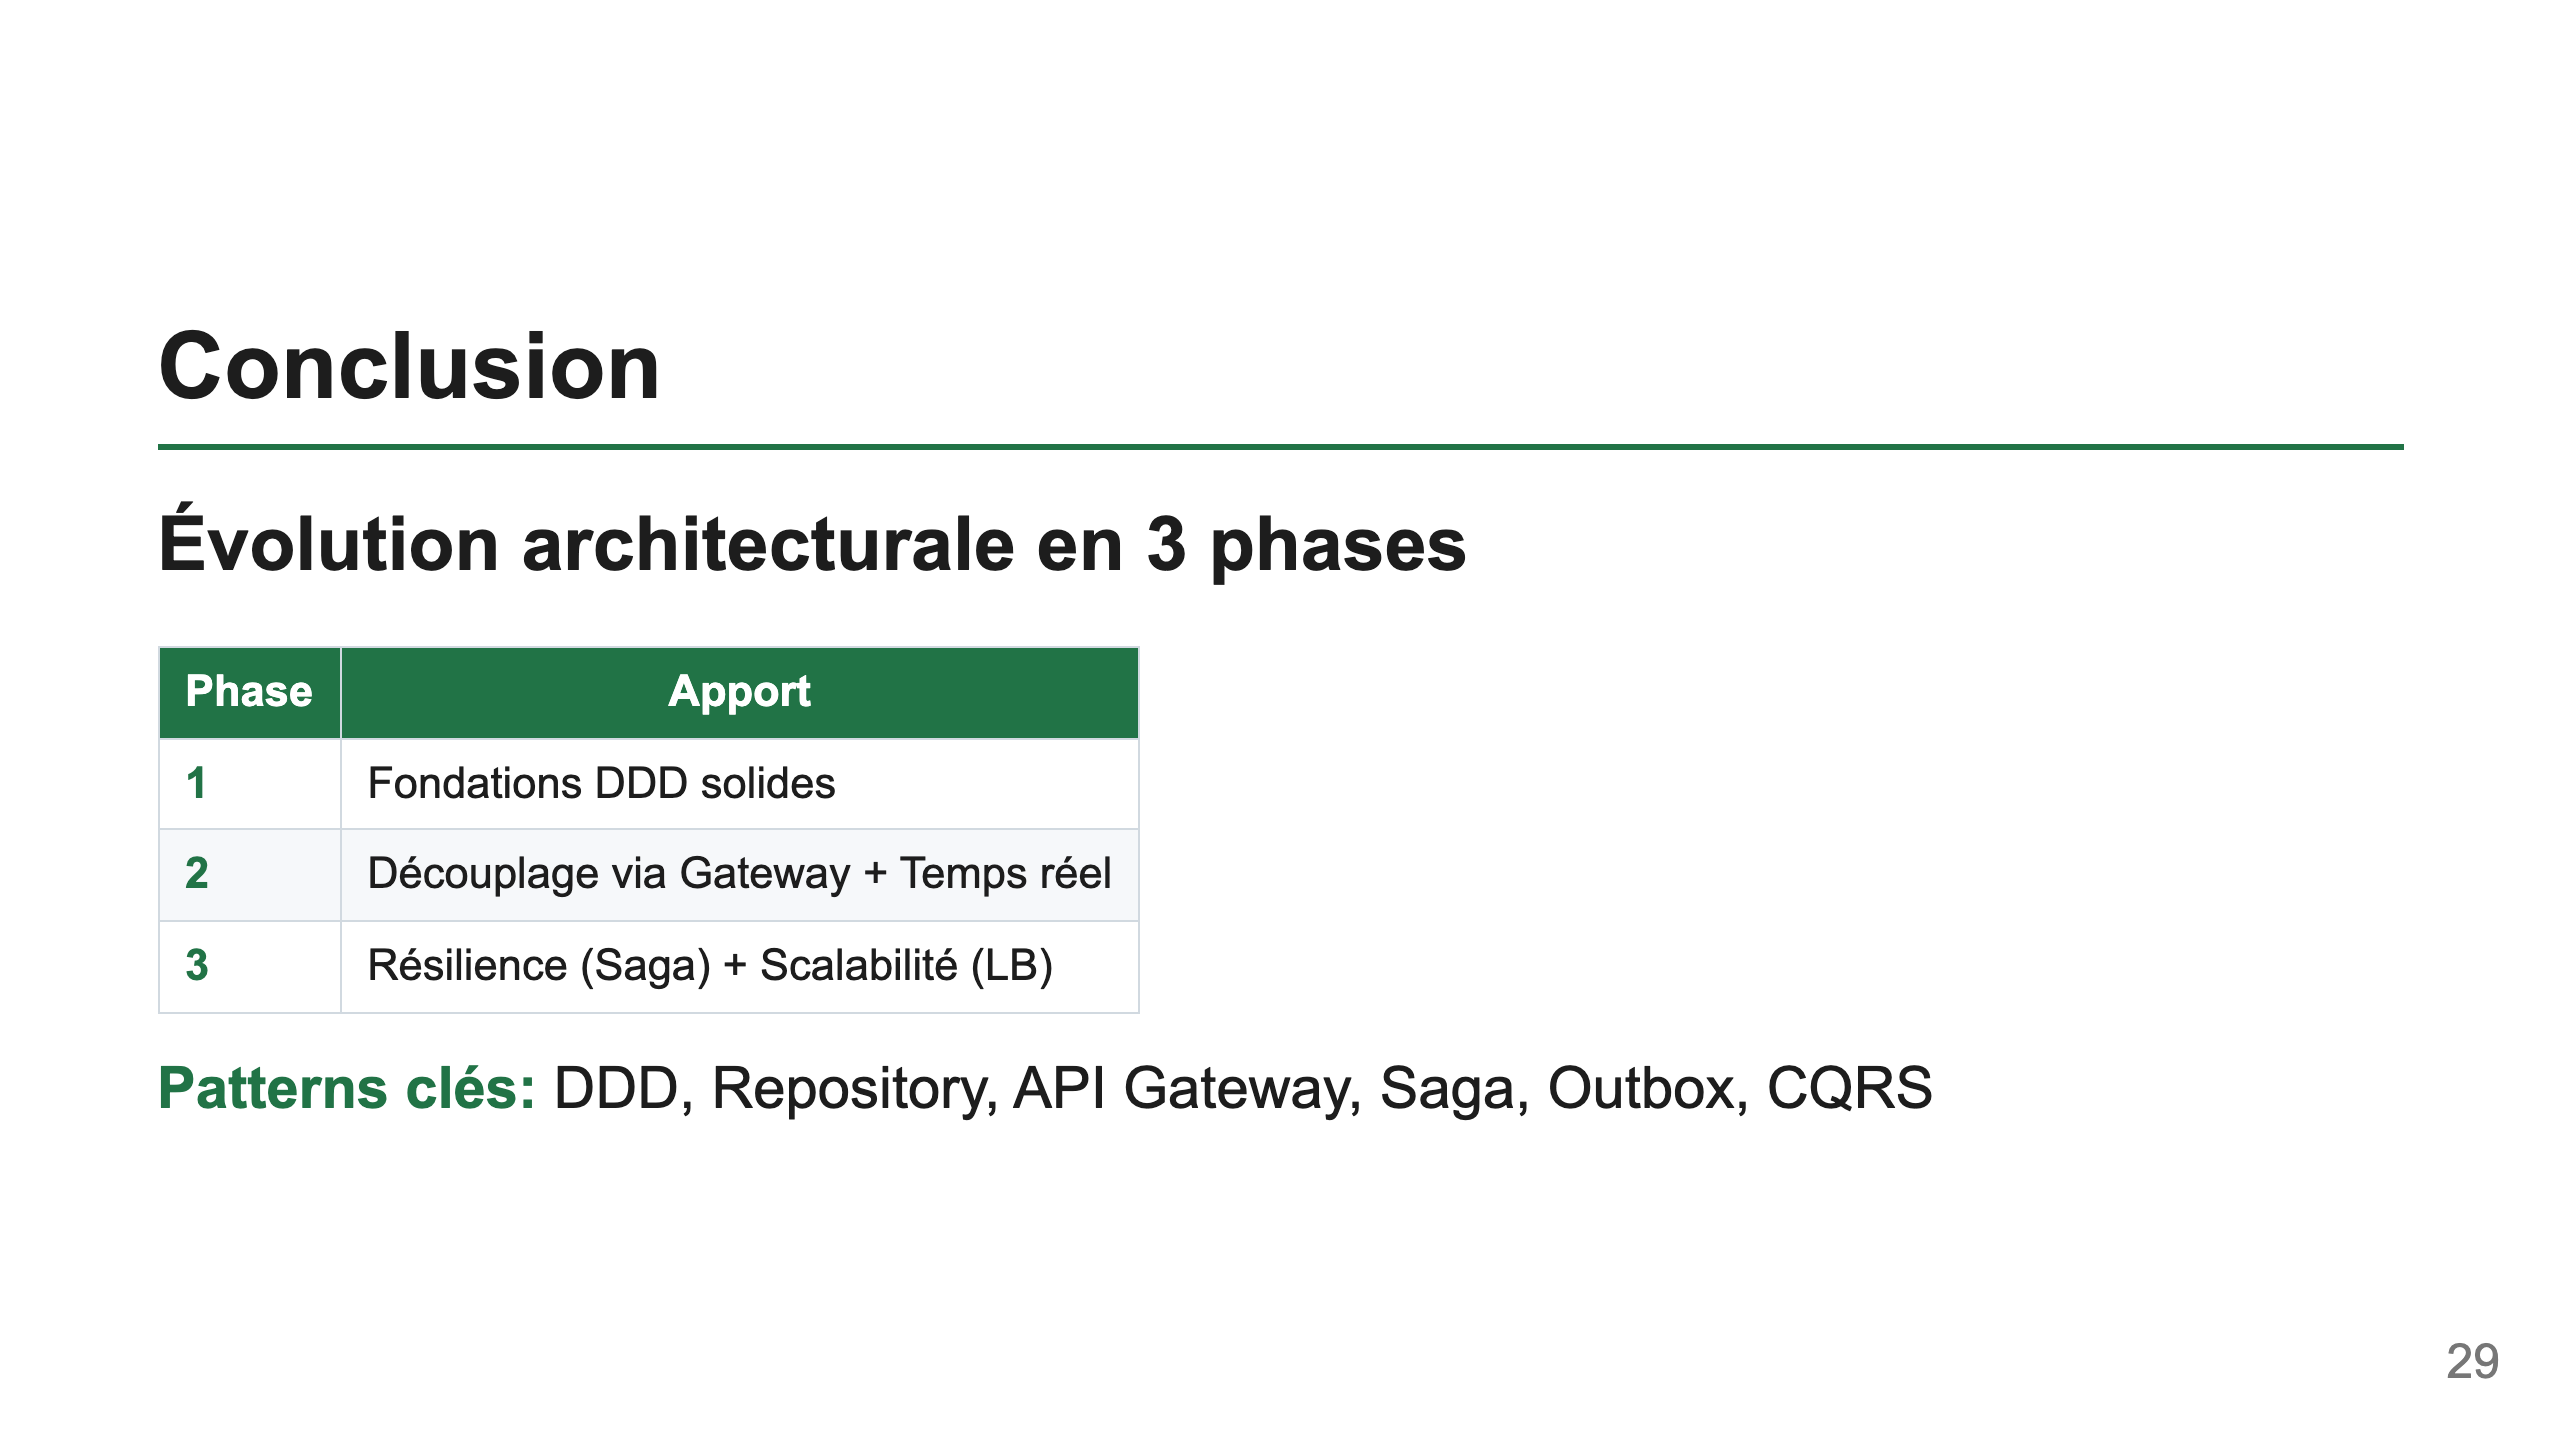 Conclusion
Évolution architecturale en 3 phases
Phase Apport
1 Fondations DDD solides
2 Découplage via Gateway + Temps réel
3 Résilience (Saga) + Scalabilité (LB)
Patterns clés: DDD, Repository, API Gateway, Saga, Outbox, CQRS
29